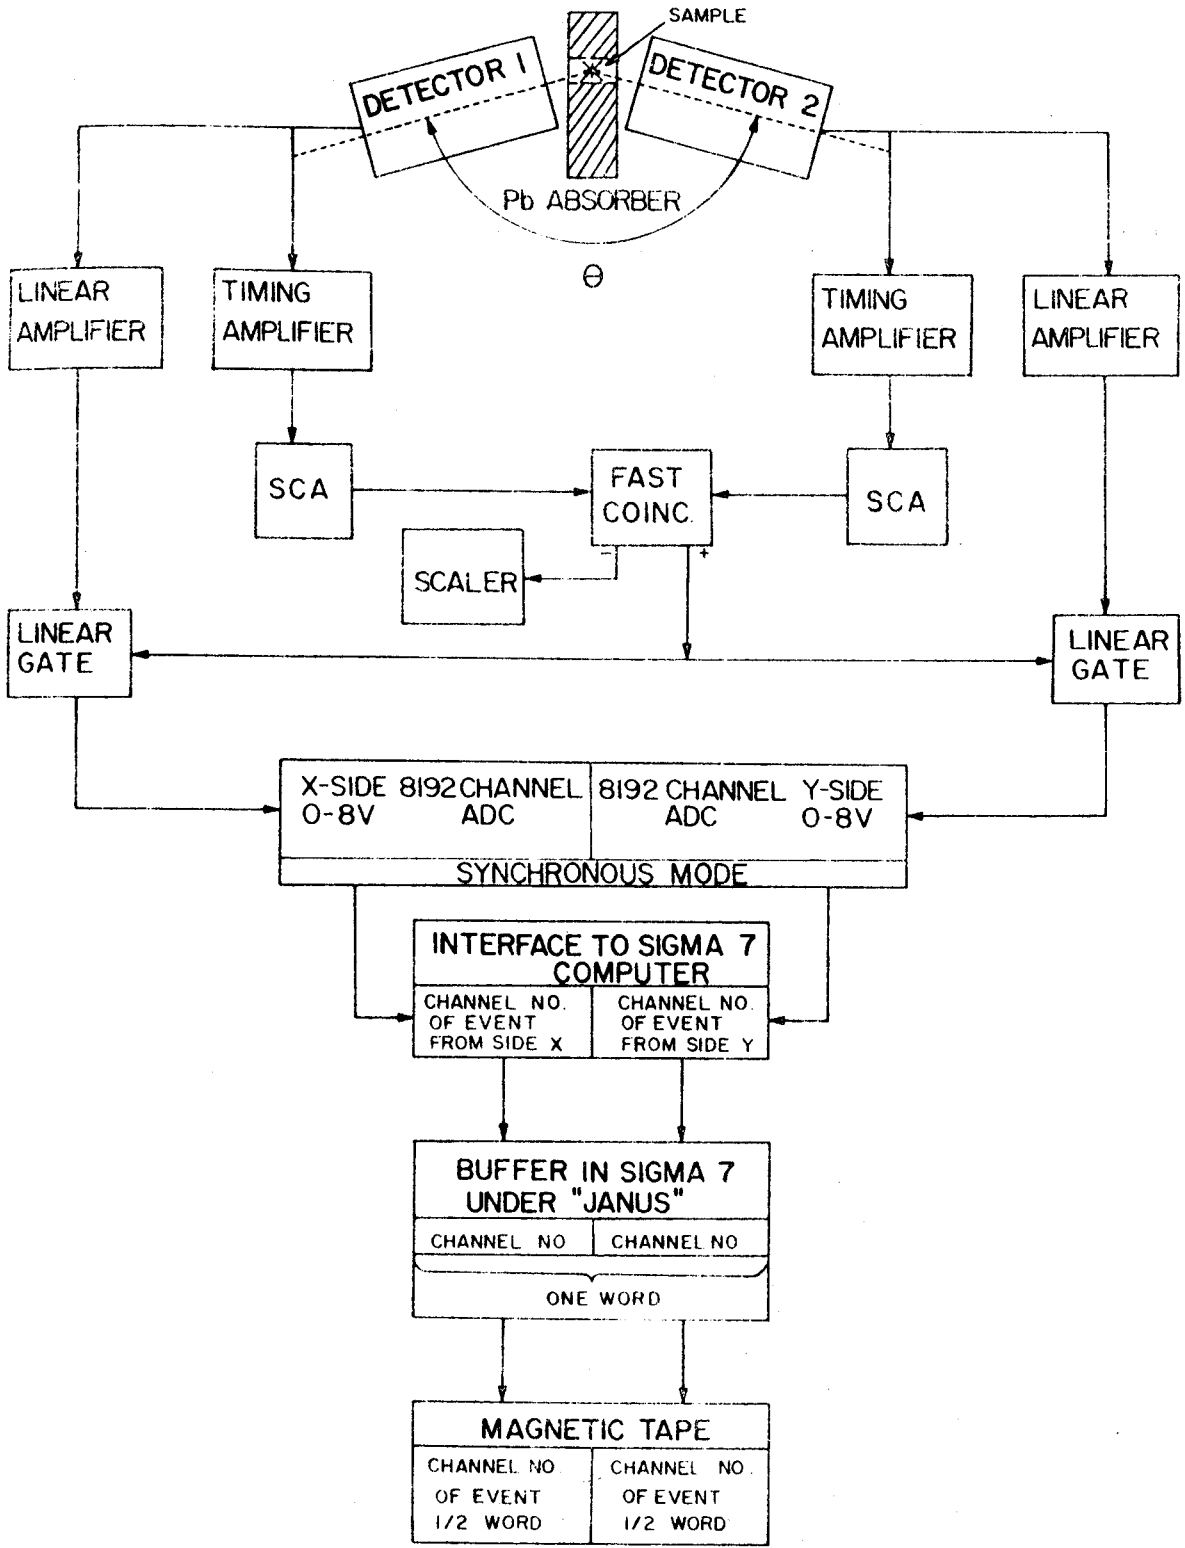 SAMPLE
DETECTOR 1
DETECTOR 2
Pb ABSORBER
θ
LINEAR
AMPLIFIER
TIMING
AMPLIFIER
TIMING
AMPLIFIER
LINEAR
AMPLIFIER
SCA
FAST
COINC.
SCA
- +
SCALER
LINEAR
GATE
LINEAR
GATE
X-SIDE 8192 CHANNEL
0-8V ADC
8192 CHANNEL Y-SIDE
ADC 0-8V
SYNCHRONOUS MODE
INTERFACE TO SIGMA 7
COMPUTER
CHANNEL NO.
OF EVENT
FROM SIDE X
CHANNEL NO.
OF EVENT
FROM SIDE Y
BUFFER IN SIGMA 7
UNDER "JANUS"
CHANNEL NO
CHANNEL NO
ONE WORD
MAGNETIC TAPE
CHANNEL NO.
OF EVENT
1/2 WORD
CHANNEL NO.
OF EVENT
1/2 WORD